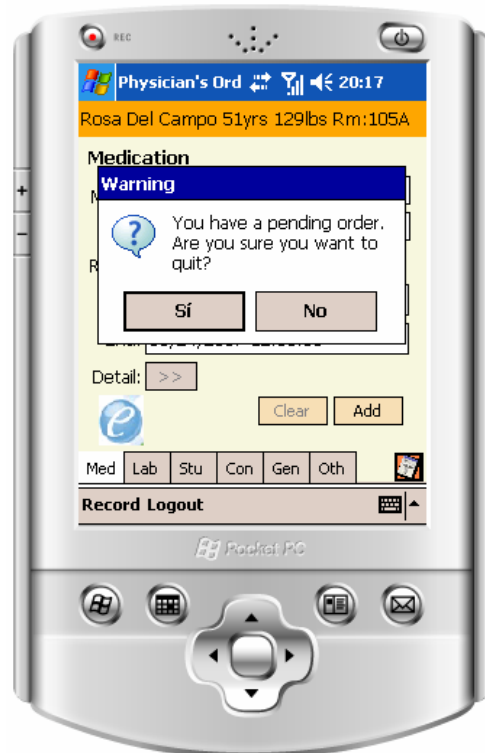 REC
Physician's Ord 20:17
Rosa Del Campo 51yrs 129lbs Rm:105A
Medication
Warning
You have a pending order.
Are you sure you want to
quit?
Sí No
Detail: >>
Clear Add
Med Lab Stu Con Gen Oth
Record Logout
Pocket PC